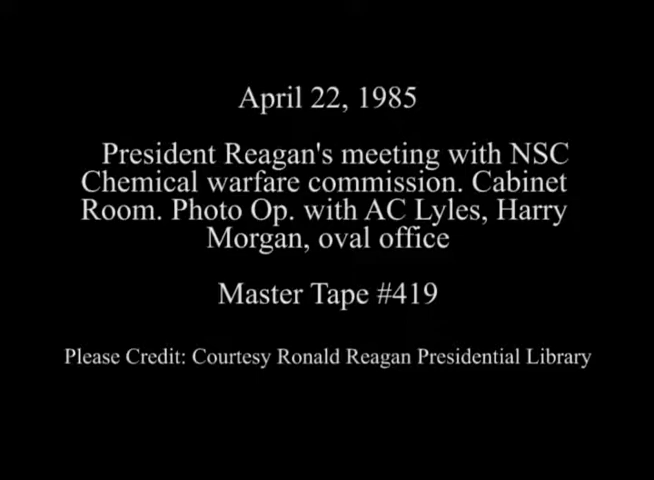 April 22, 1985
President Reagan's meeting with NSC
Chemical warfare commission. Cabinet
Room. Photo Op. with AC Lyles, Harry
Morgan, oval office
Master Tape #419
Please Credit: Courtesy Ronald Reagan Presidential Library